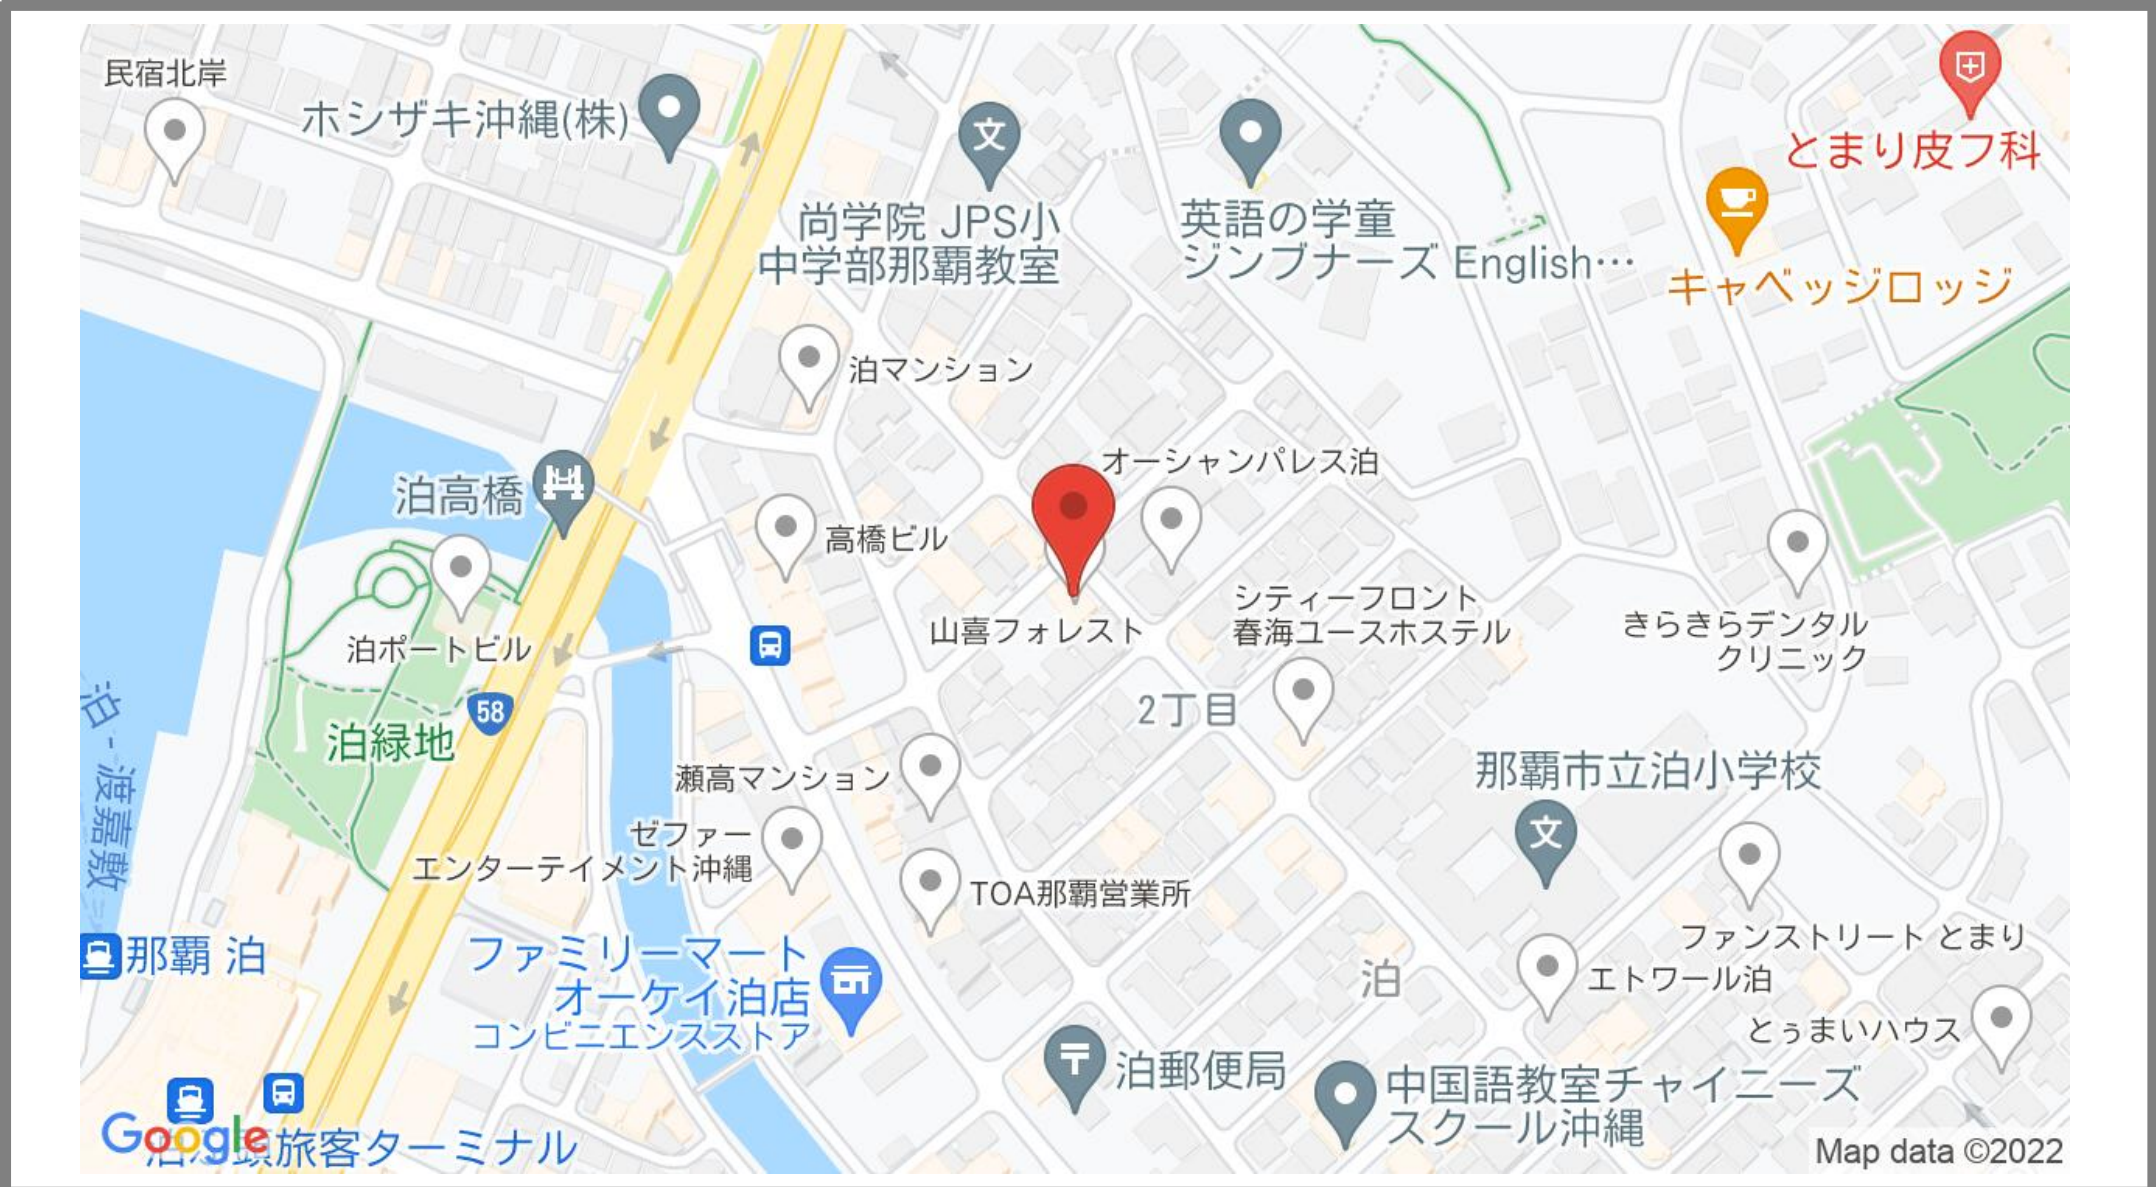 民宿北岸
ホシザキ沖縄(株)
とまり皮フ科
尚学院 JPS小
中学部那覇教室
英語の学童
ジンブナーズ English…
キャベッジロッジ
泊マンション
オーシャンパレス泊
泊高橋
高橋ビル
シティーフロント
春海ユースホステル
山喜フォレスト
きらきらデンタル
クリニック
泊ポートビル
58
2丁目
泊緑地
泊-渡嘉敷
瀬高マンション
那覇市立泊小学校
文
文
ゼファー
エンターテイメント沖縄
TOA那覇営業所
ファンストリート とまり
那覇 泊
ファミリーマート
オーケイ泊店
コンビニエンスストア
泊
エトワール泊
とぅまいハウス
泊郵便局
中国語教室チャイニーズ
スクール沖縄
Google
旅客ターミナル
Map data ©2022